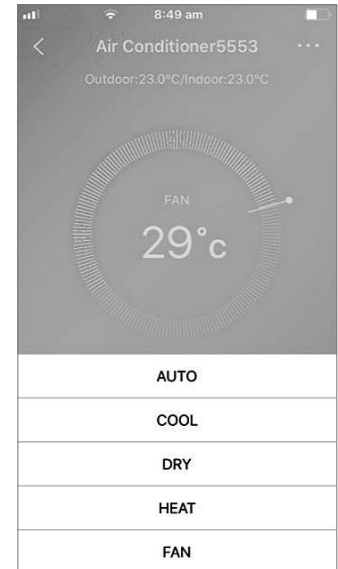 8:49 am
Air Conditioner5553
Outdoor:23.0°C/Indoor:23.0°C
FAN
29°c
AUTO
COOL
DRY
HEAT
FAN